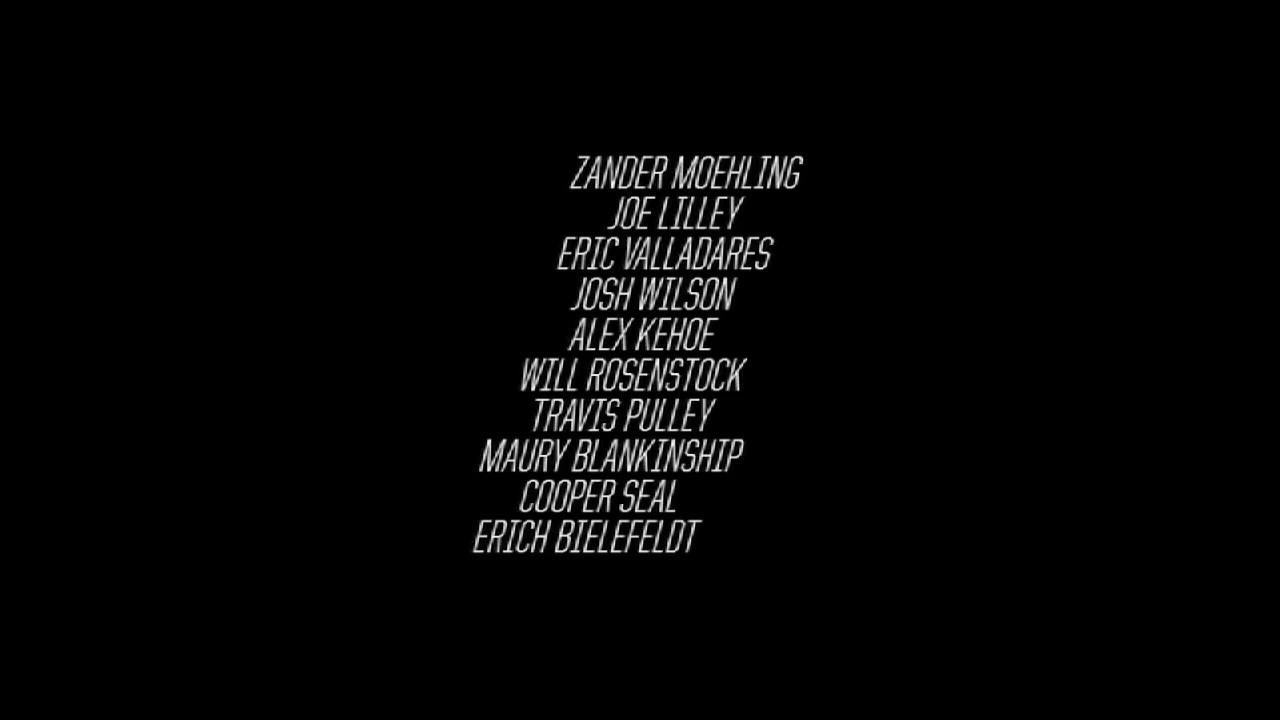 ZANDER MOEHLING
JOE LILLEY
ERIC VALLADARES
JOSH WILSON
ALEX KEHOE
WILL ROSENSTOCK
TRAVIS PULLEY
MAURY BLANKINSHIP
COOPER SEAL
ERICH BIELEFELDT